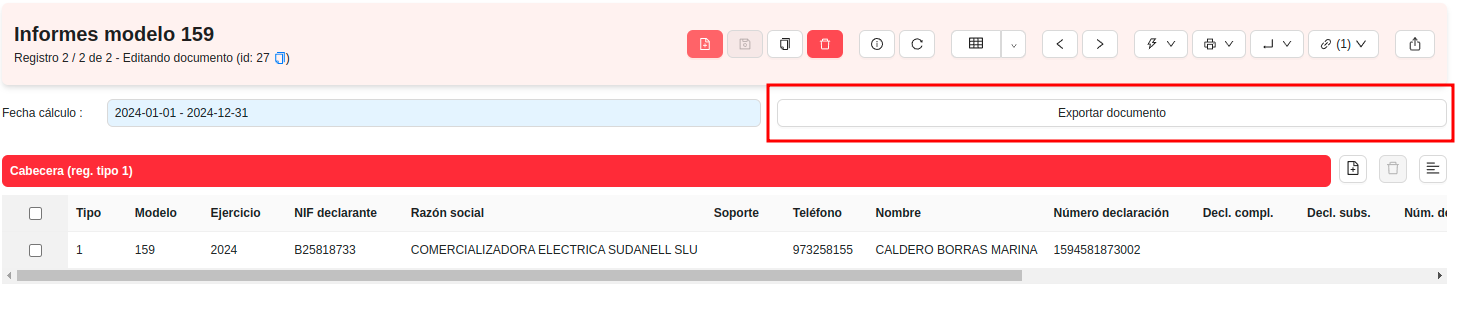 Informes modelo 159
Registro 2 / 2 de 2 - Editando documento (id: 27 )
(1)
Fecha cálculo :
2024-01-01 - 2024-12-31
Exportar documento
Cabecera (reg. tipo 1)
Tipo Modelo Ejercicio NIF declarante Razón social Soporte Teléfono Nombre Número declaración Decl. compl. Decl. subs. Núm. de
1 159 2024 B25818733 COMERCIALIZADORA ELECTRICA SUDANELL SLU 973258155 CALDERO BORRAS MARINA 1594581873002